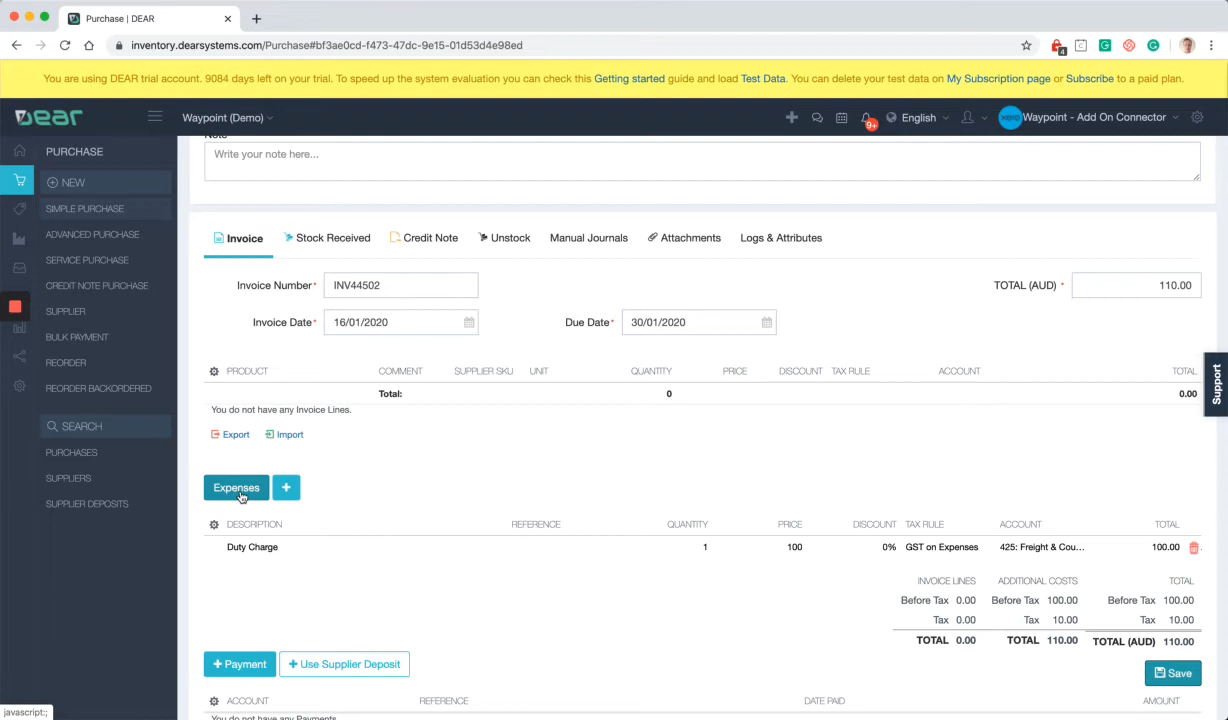 Purchase | DEAR
inventory.dearsystems.com/Purchase#bf3ae0cd-f473-47dc-9e15-01d53d4e98ed
4
You are using DEAR trial account. 9084 days left on your trial. To speed up the system evaluation you can check this Getting started guide and load Test Data. You can delete your test data on My Subscription page or Subscribe to a paid plan.
DEAR
Waypoint (Demo)
9+
English
xero
Waypoint - Add On Connector
PURCHASE
NEW
SIMPLE PURCHASE
ADVANCED PURCHASE
SERVICE PURCHASE
CREDIT NOTE PURCHASE
SUPPLIER
BULK PAYMENT
REORDER
REORDER BACKORDERED
SEARCH
PURCHASES
SUPPLIERS
SUPPLIER DEPOSITS
Note
Write your note here...
Invoice Stock Received Credit Note Unstock Manual Journals Attachments Logs & Attributes
Invoice Number* INV44502 TOTAL (AUD) * 110.00
Invoice Date* 16/01/2020 Due Date* 30/01/2020
PRODUCT COMMENT SUPPLIER SKU UNIT QUANTITY PRICE DISCOUNT TAX RULE ACCOUNT TOTAL
Total: 0 0.00
You do not have any Invoice Lines.
Export Import
Support
Expenses +
DESCRIPTION REFERENCE QUANTITY PRICE DISCOUNT TAX RULE ACCOUNT TOTAL
Duty Charge 1 100 0% GST on Expenses 425: Freight & Cou... 100.00
INVOICE LINES ADDITIONAL COSTS TOTAL
Before Tax 0.00 Before Tax 100.00 Before Tax 100.00
Tax 0.00 Tax 10.00 Tax 10.00
TOTAL 0.00 TOTAL 110.00 TOTAL (AUD) 110.00
+ Payment + Use Supplier Deposit
Save
ACCOUNT REFERENCE DATE PAID AMOUNT
You do not have any Payments.
javascript:;